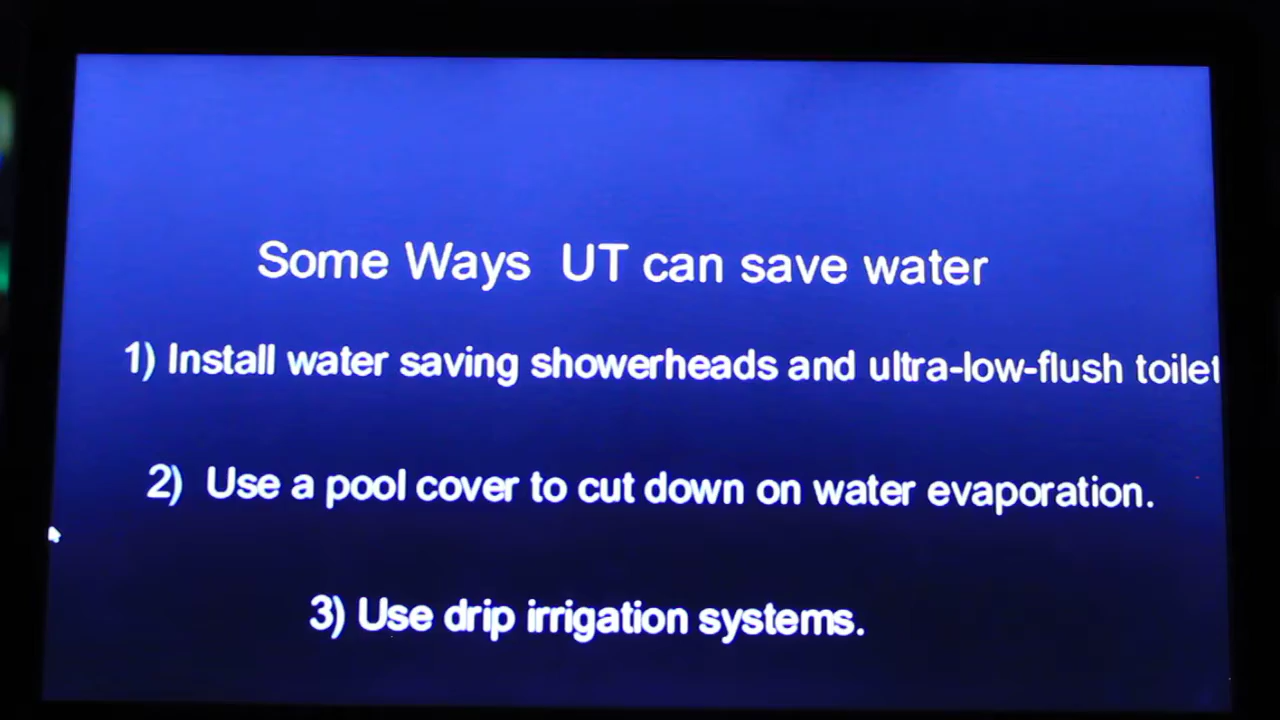 Some Ways UT can save water
1) Install water saving showerheads and ultra-low-flush toilet
2) Use a pool cover to cut down on water evaporation.
3) Use drip irrigation systems.